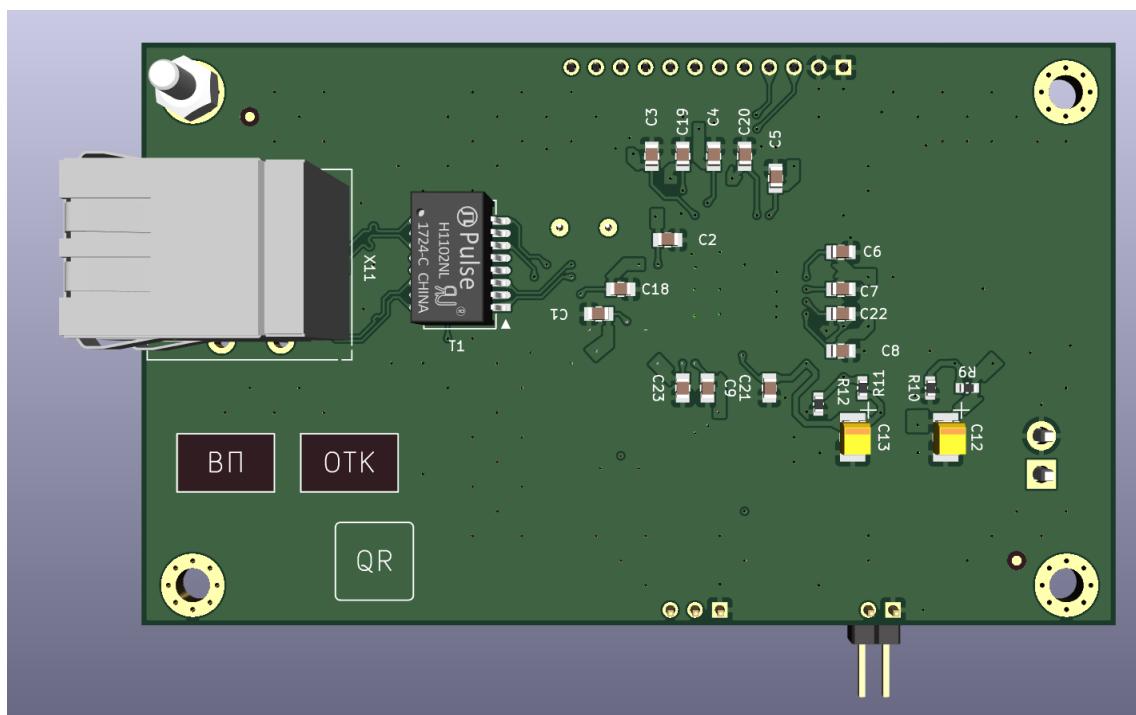 C3
C19
C4
C20
C5
Pulse
H1102NL
1724-C CHINA
X11
T1
C2
C18
C1
C6
C7
C22
C8
C23
C9
C21
R12
R11
R10
R9
C13
C12
ВП
ОТК
QR